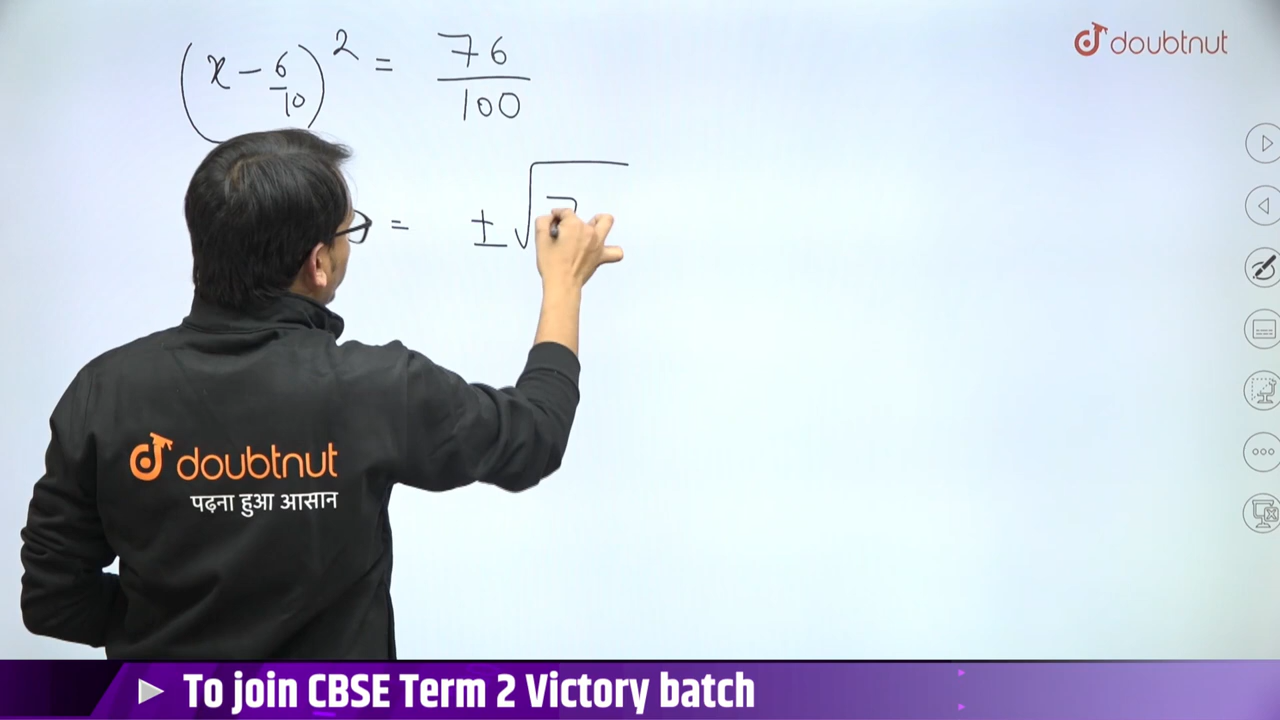 (x - 6/10)² = 76/100
doubtnut
= ± √7
doubtnut
पढ़ना हुआ आसान
To join CBSE Term 2 Victory batch